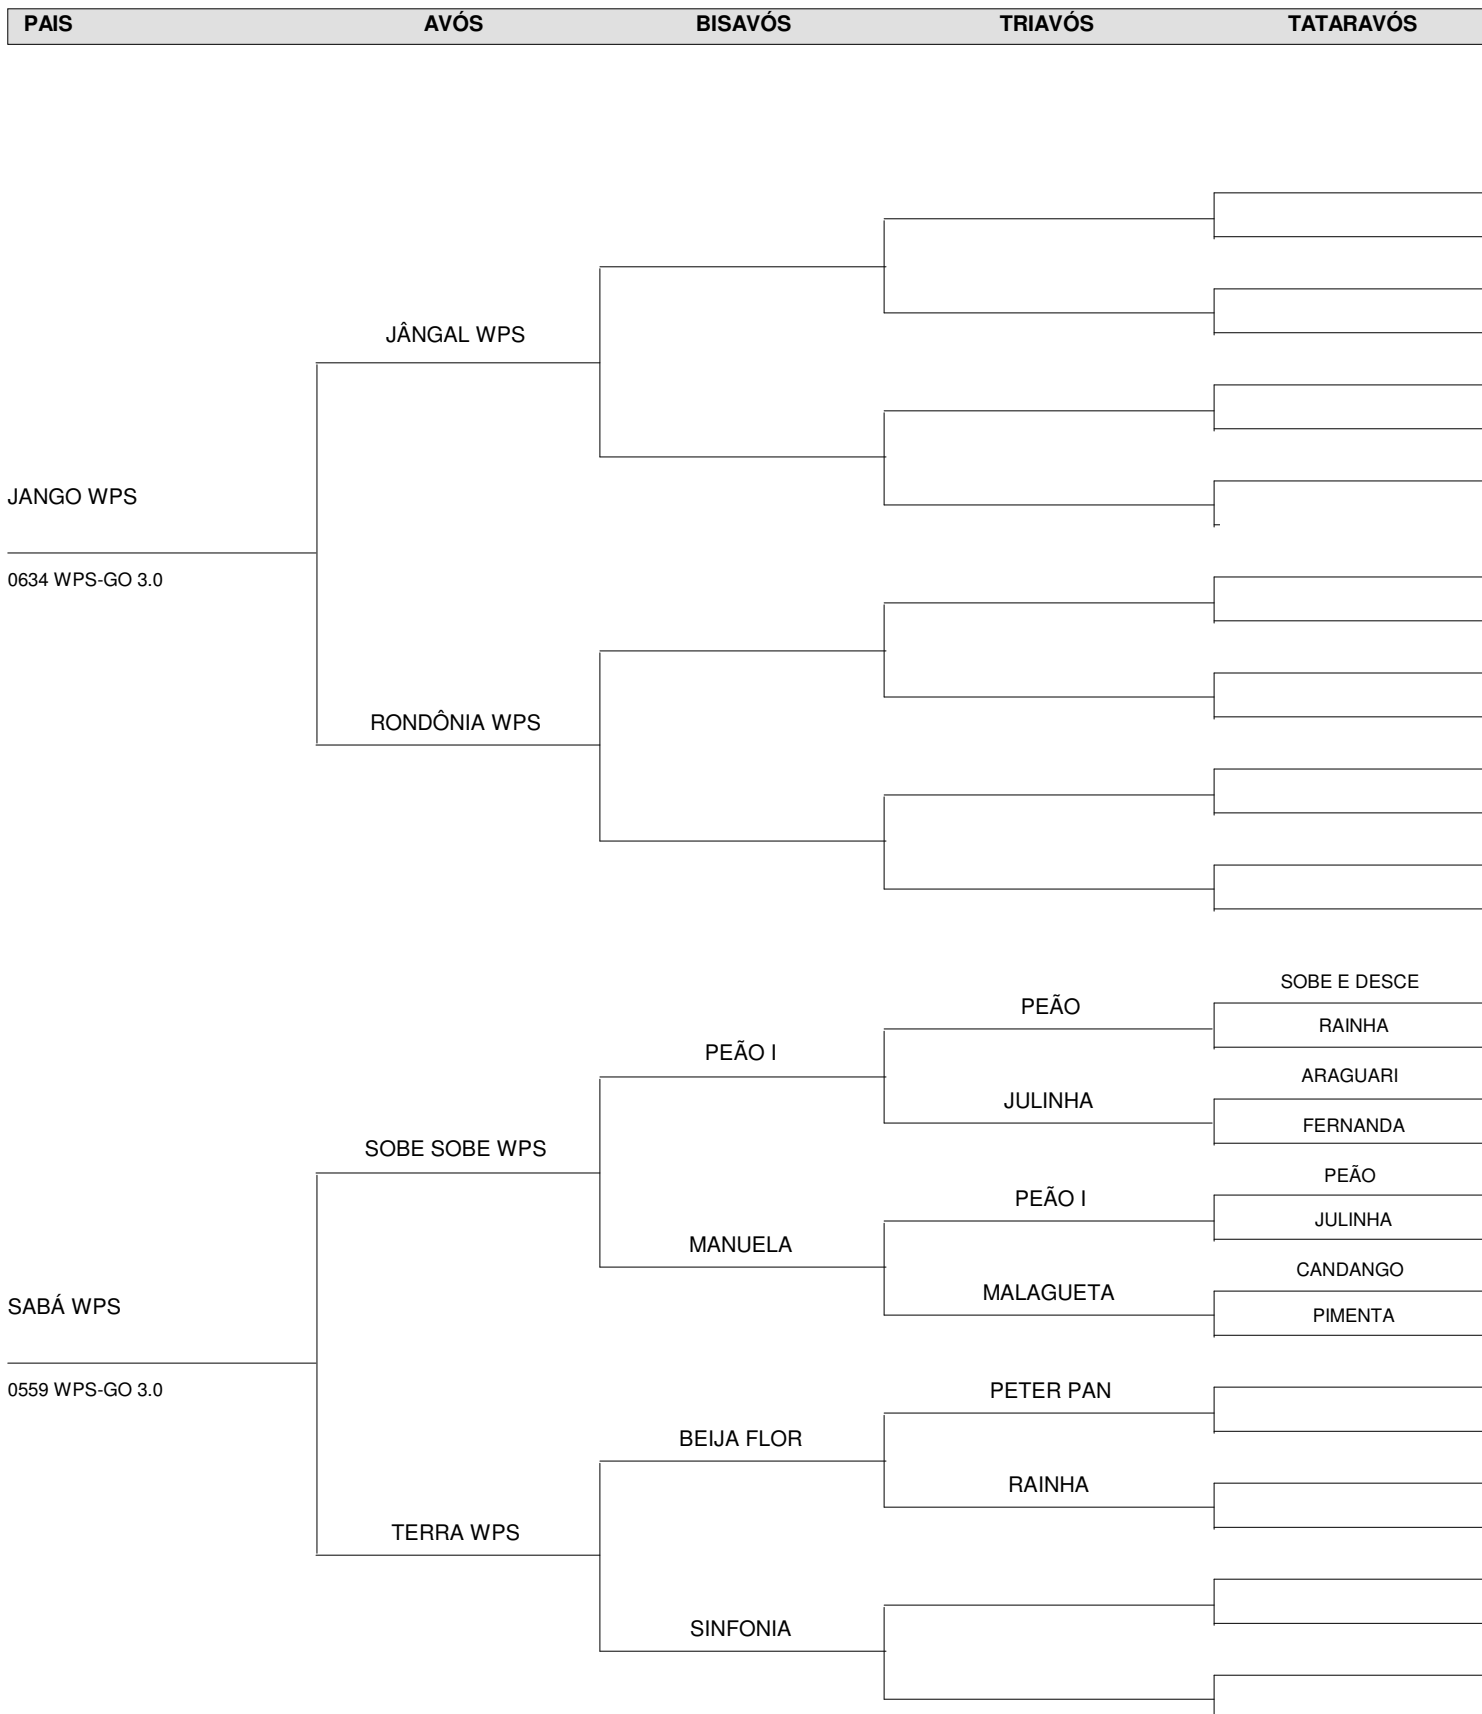 PAIS AVÓS BISAVÓS TRIAVÓS TATARAVÓS
JÂNGAL WPS
JANGO WPS
0634 WPS-GO 3.0
RONDÔNIA WPS
SOBE E DESCE
PEÃO
RAINHA
PEÃO I
ARAGUARI
JULINHA
FERNANDA
SOBE SOBE WPS
PEÃO
PEÃO I
JULINHA
MANUELA
CANDANGO
MALAGUETA
SABÁ WPS
PIMENTA
0559 WPS-GO 3.0
PETER PAN
BEIJA FLOR
RAINHA
TERRA WPS
SINFONIA